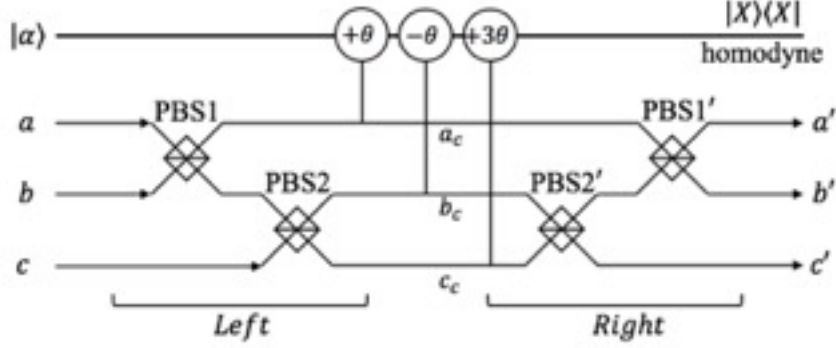 |X⟩⟨X|
|α⟩ +θ −θ +3θ
homodyne
PBS1 PBS1′
a a_c a′
PBS2 PBS2′
b b_c b′
c c_c c′
Left Right